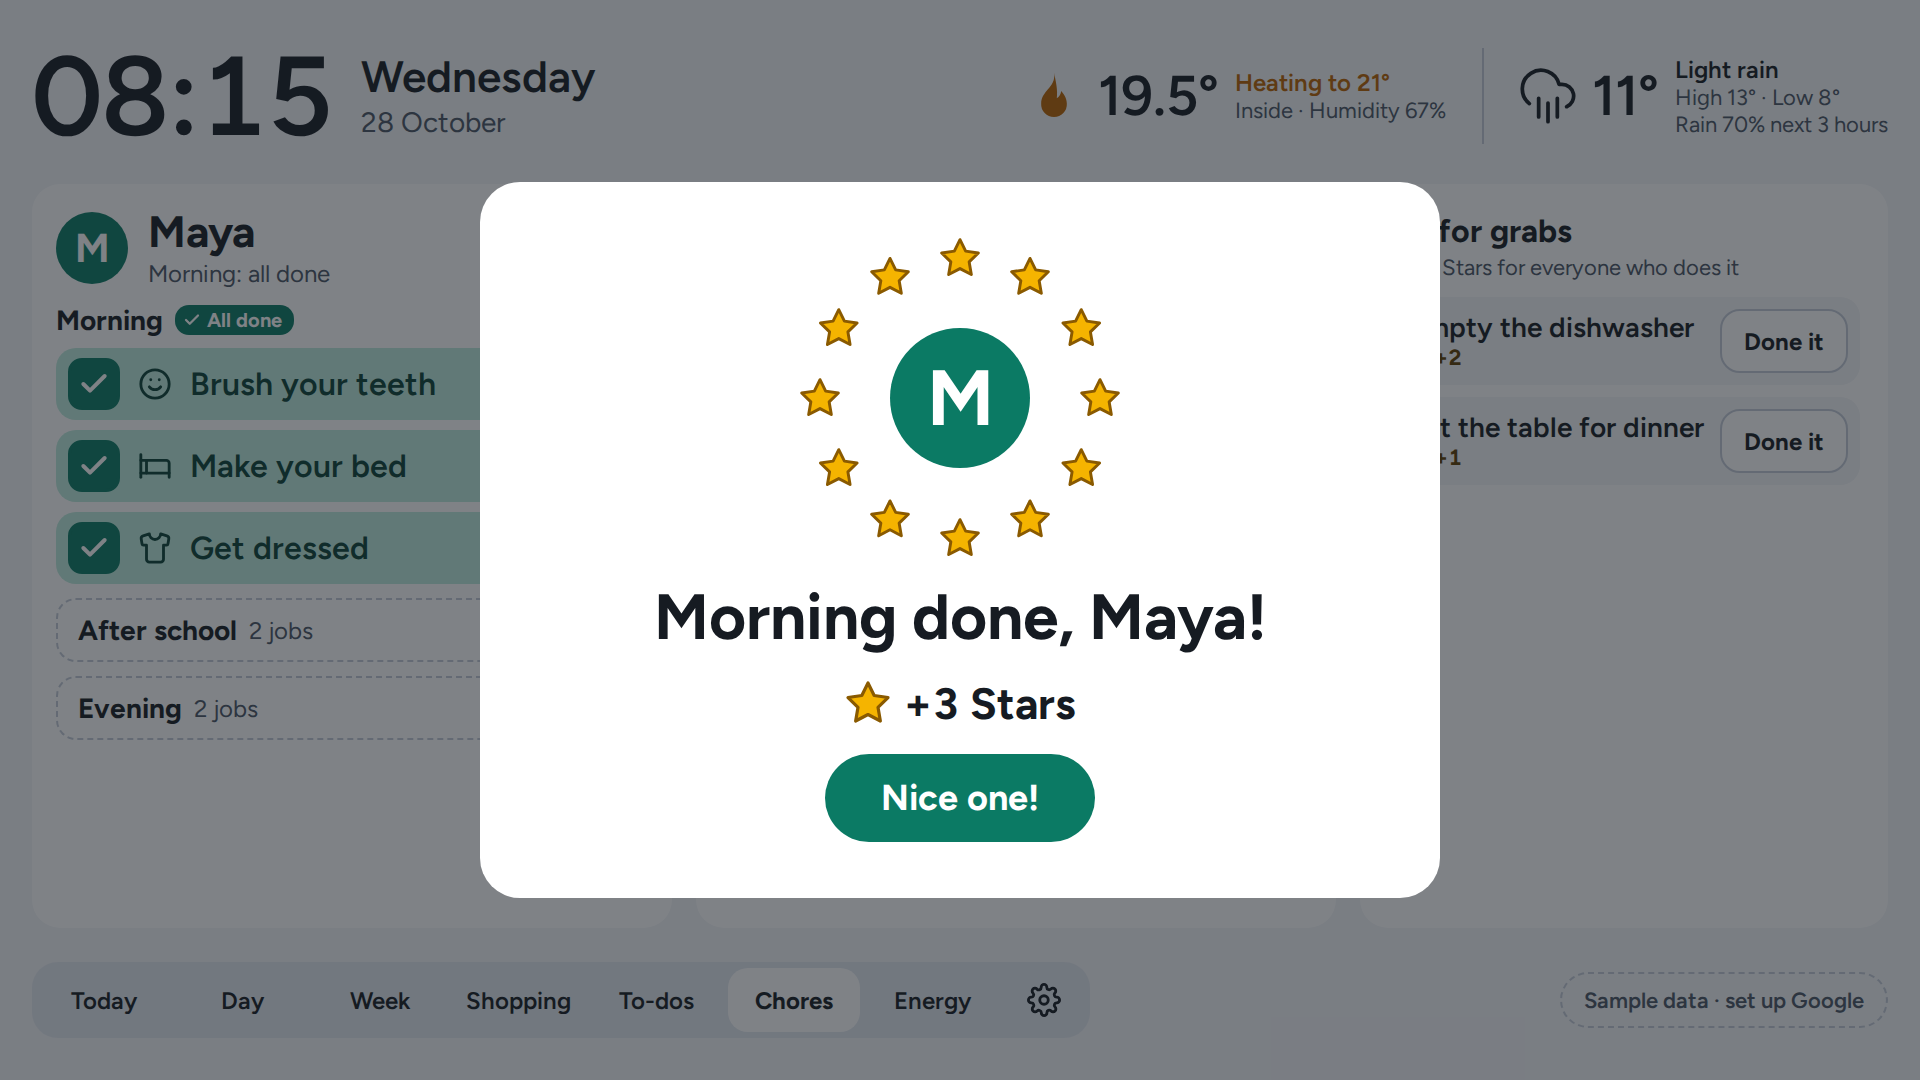 08:15
Wednesday
28 October
19.5°
Heating to 21°
Inside · Humidity 67%
11°
Light rain
High 13° · Low 8°
Rain 70% next 3 hours
M
Maya
Morning: all done
Morning
All done
Brush your teeth
Make your bed
Get dressed
After school 2 jobs
Evening 2 jobs
M
Morning done, Maya!
+3 Stars
Nice one!
for grabs
Stars for everyone who does it
the dishwasher
+2
Done it
the table for dinner
+1
Done it
Today
Day
Week
Shopping
To-dos
Chores
Energy
Sample data · set up Google